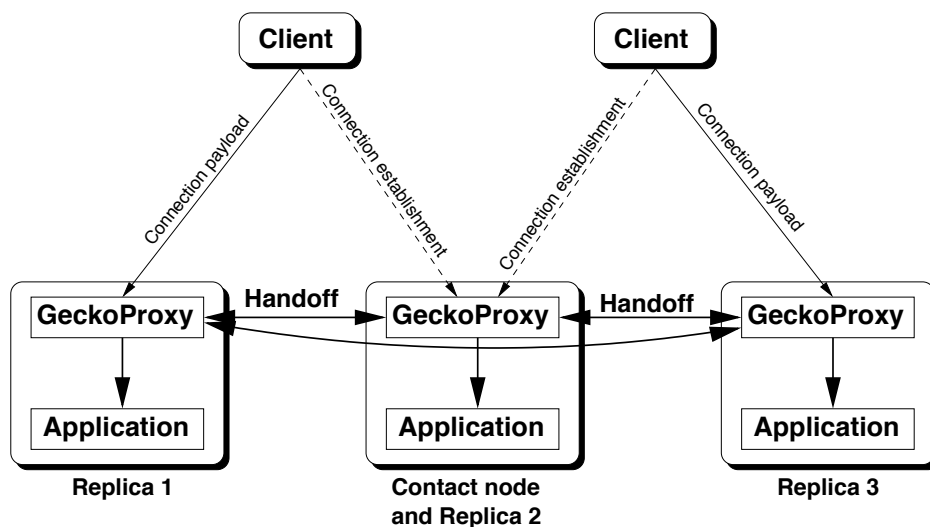 Client
Client
Connection payload
Connection establishment
Connection establishment
Connection payload
GeckoProxy
Handoff
GeckoProxy
Handoff
GeckoProxy
Application
Application
Application
Replica 1
Contact node
and Replica 2
Replica 3